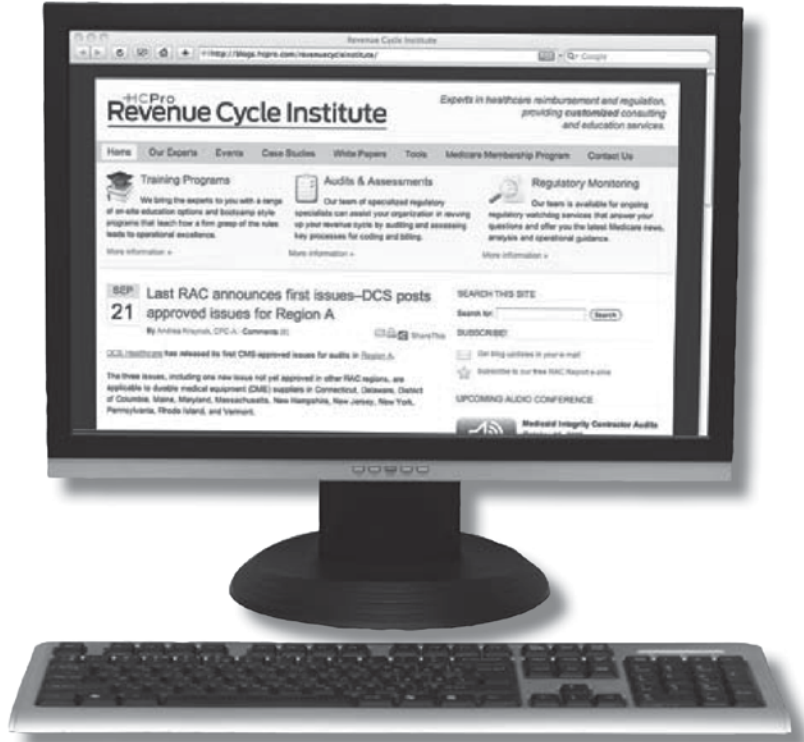 Revenue Cycle Institute
http://blogs.hcpro.com/revenuecycleinstitute/
Google
HCPro
Revenue Cycle Institute
Experts in healthcare reimbursement and regulation,
providing customized consulting
and education services.
Home Our Experts Events Case Studies White Papers Tools Medicare Membership Program Contact Us
Training Programs
We bring the experts to you with a range
of on-site education options and bootcamp style
programs that teach how a firm grasp of the rules
leads to operational excellence.
More information »
Audits & Assessments
Our team of specialized regulatory
specialists can assist your organization in revving
up your revenue cycle by auditing and assessing
key processes for coding and billing.
More information »
Regulatory Monitoring
Our team is available for ongoing
regulatory watchdog services that answer your
questions and offer you the latest Medicare news,
analysis and operational guidance.
More information »
SEP
21
Last RAC announces first issues–DCS posts
approved issues for Region A
By Andrea Kraynak, CPC-A · Comments (0)
ShareThis
DCS Healthcare has released its first CMS-approved issues for audits in Region A.
The three issues, including one new issue not yet approved in other RAC regions, are
applicable to durable medical equipment (DME) suppliers in Connecticut, Delaware, District
of Columbia, Maine, Maryland, Massachusetts, New Hampshire, New Jersey, New York,
Pennsylvania, Rhode Island, and Vermont.
SEARCH THIS SITE
Search for: Search
SUBSCRIBE!
Get blog updates in your e-mail
Subscribe to our free RAC Report e-zine
UPCOMING AUDIO CONFERENCE
Medicaid Integrity Contractor Audits